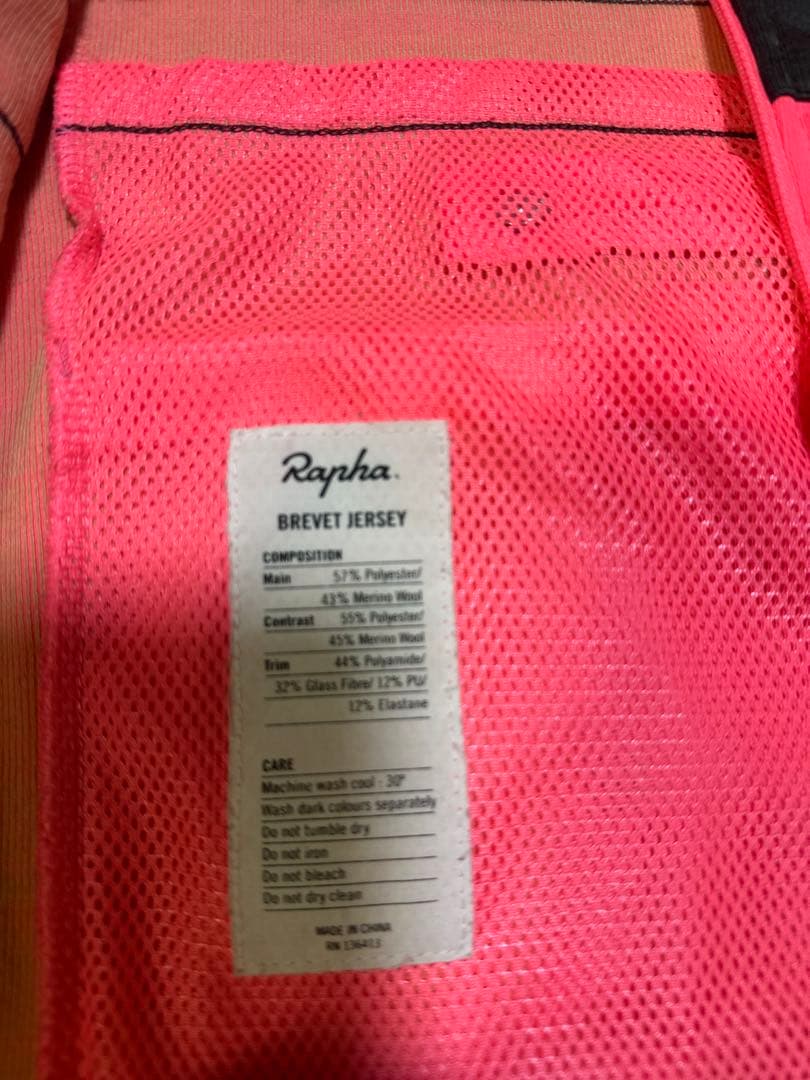 Rapha.
BREVET JERSEY
COMPOSITION
Main 57% Polyester/
43% Merino Wool
Contrast 55% Polyester/
45% Merino Wool
Trim 44% Polyamide/
32% Glass Fibre/ 12% PU/
12% Elastane
CARE
Machine wash cool : 30°
Wash dark colours separately
Do not tumble dry
Do not iron
Do not bleach
Do not dry clean
MADE IN CHINA
RN 136413